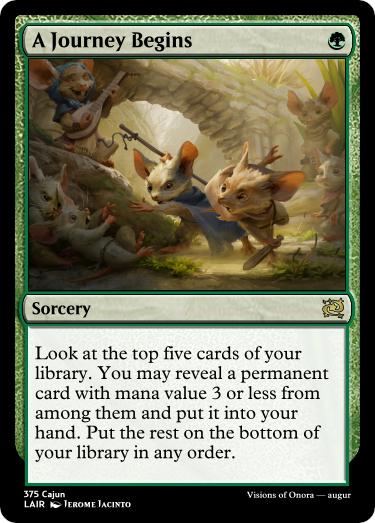 A Journey Begins
Sorcery
Look at the top five cards of your
library. You may reveal a permanent
card with mana value 3 or less from
among them and put it into your
hand. Put the rest on the bottom of
your library in any order.
375 Cajun
LAIR Jerome Jacinto
Visions of Onora — augur